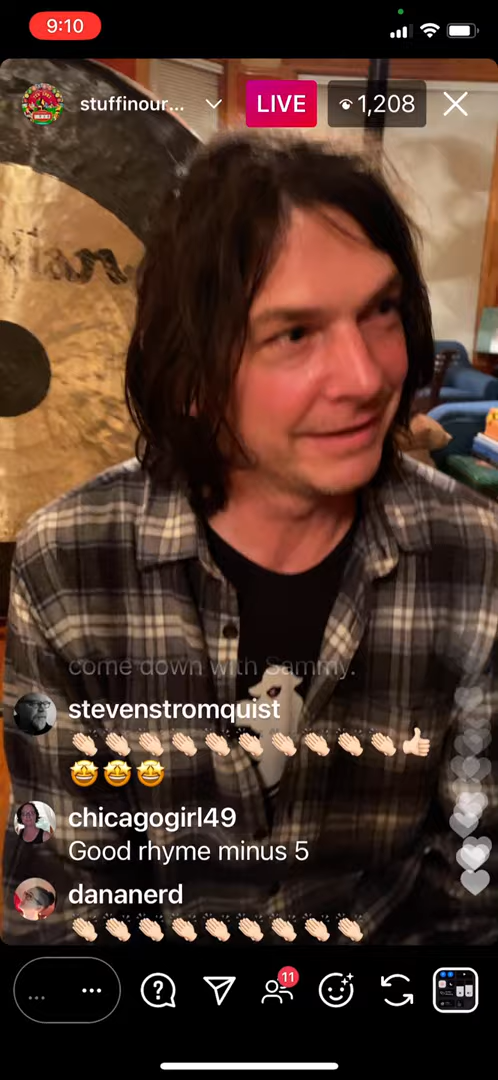 9:10
stuffinour...
LIVE
1,208
come down with Sammy.
stevenstromquist
👏🏻👏🏻👏🏻👏🏻👏🏻👏🏻👏🏻👏🏻👏🏻👏🏻👍🏻
🤩🤩🤩
chicagogirl49
Good rhyme minus 5
dananerd
👏🏻👏🏻👏🏻👏🏻👏🏻👏🏻👏🏻👏🏻👏🏻
...
...
11